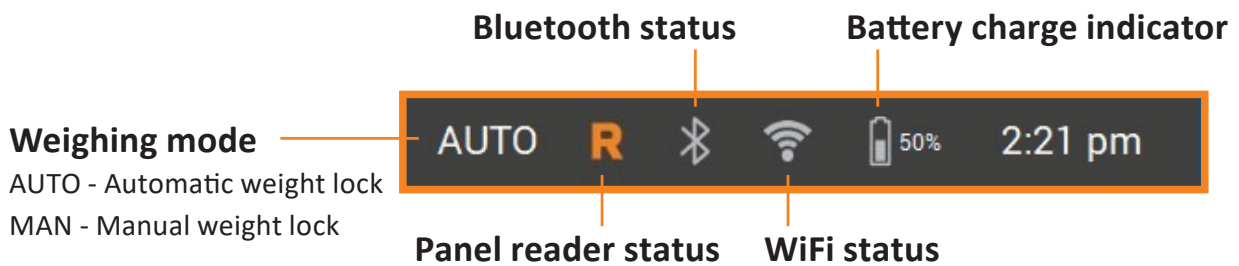 Bluetooth status
Battery charge indicator
Weighing mode
AUTO - Automatic weight lock
MAN - Manual weight lock
AUTO R 50% 2:21 pm
Panel reader status
WiFi status